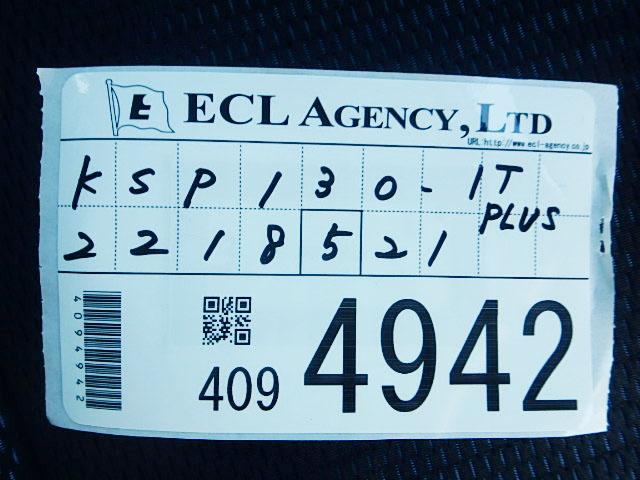 E ECL AGENCY, LTD
URL http://www.ecl-agency.co.jp
KSP130-1T
PLUS
2218521
4094942
409 4942